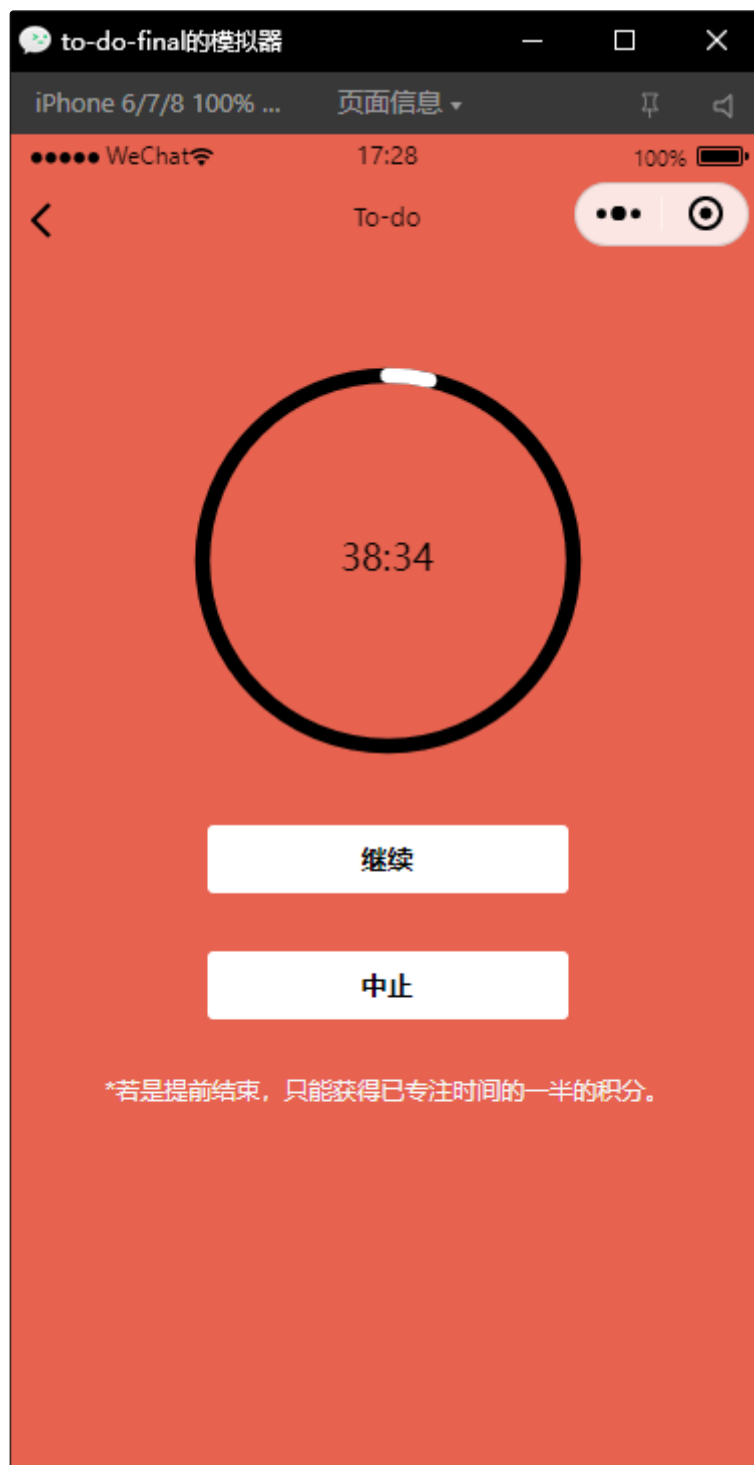 to-do-final的模拟器
iPhone 6/7/8 100% ... 页面信息
WeChat 17:28 100%
To-do
38:34
继续
中止
*若是提前结束，只能获得已专注时间的一半的积分。